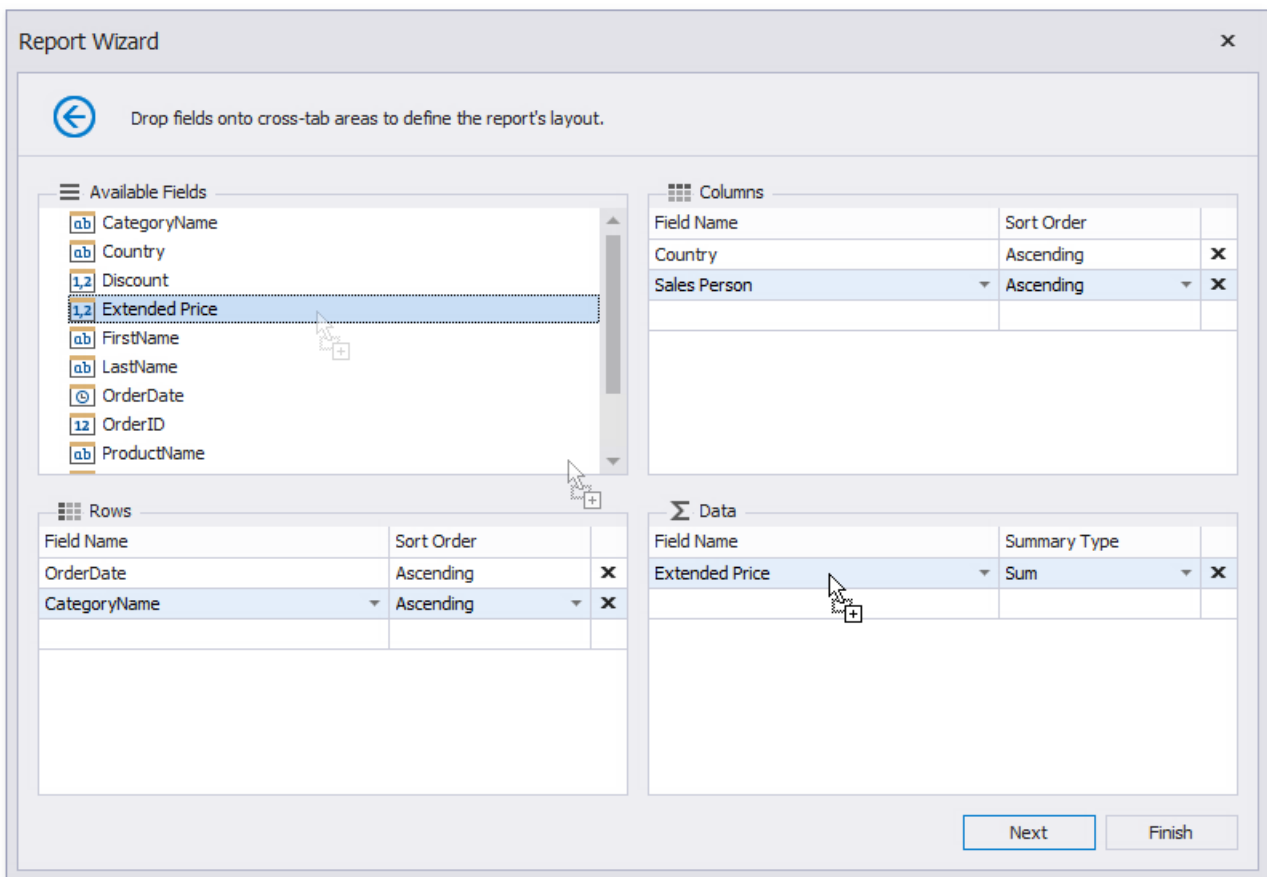 Report Wizard
Drop fields onto cross-tab areas to define the report's layout.
Available Fields
ab CategoryName
ab Country
1,2 Discount
1,2 Extended Price
ab FirstName
ab LastName
OrderDate
12 OrderID
ab ProductName
Columns
Field Name Sort Order
Country Ascending
Sales Person Ascending
Rows
Field Name Sort Order
OrderDate Ascending
CategoryName Ascending
Data
Field Name Summary Type
Extended Price Sum
Next Finish